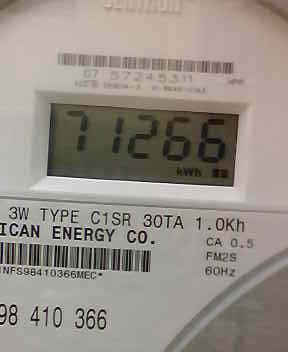 CENTRON
07 57245311
71266
kWh
3W TYPE C1SR 30TA 1.0Kh
ICAN ENERGY CO.
CA 0.5
FM2S
60Hz
INFS98410366MEC*
98 410 366